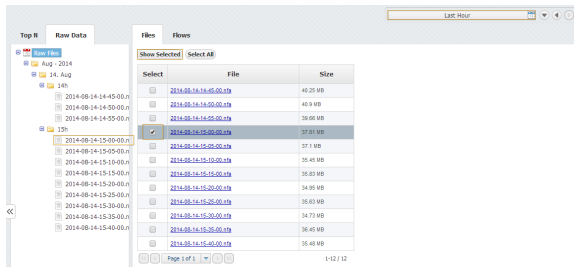 Last Hour
Top N
Raw Data
Files
Flows
Raw Files
Aug - 2014
14. Aug
14h
2014-08-14-14-45-00.n
2014-08-14-14-50-00.n
2014-08-14-14-55-00.n
15h
2014-08-14-15-00-00.n
2014-08-14-15-05-00.n
2014-08-14-15-10-00.n
2014-08-14-15-15-00.n
2014-08-14-15-20-00.n
2014-08-14-15-25-00.n
2014-08-14-15-30-00.n
2014-08-14-15-35-00.n
2014-08-14-15-40-00.n
Show Selected
Select All
Select File Size
2014-08-14-14-45-00.nfa 40.25 MB
2014-08-14-14-50-00.nfa 40.9 MB
2014-08-14-14-55-00.nfa 39.66 MB
2014-08-14-15-00-00.nfa 37.81 MB
2014-08-14-15-05-00.nfa 37.1 MB
2014-08-14-15-10-00.nfa 35.45 MB
2014-08-14-15-15-00.nfa 35.83 MB
2014-08-14-15-20-00.nfa 34.95 MB
2014-08-14-15-25-00.nfa 35.63 MB
2014-08-14-15-30-00.nfa 34.73 MB
2014-08-14-15-35-00.nfa 36.45 MB
2014-08-14-15-40-00.nfa 35.48 MB
Page 1 of 1
1-12 / 12